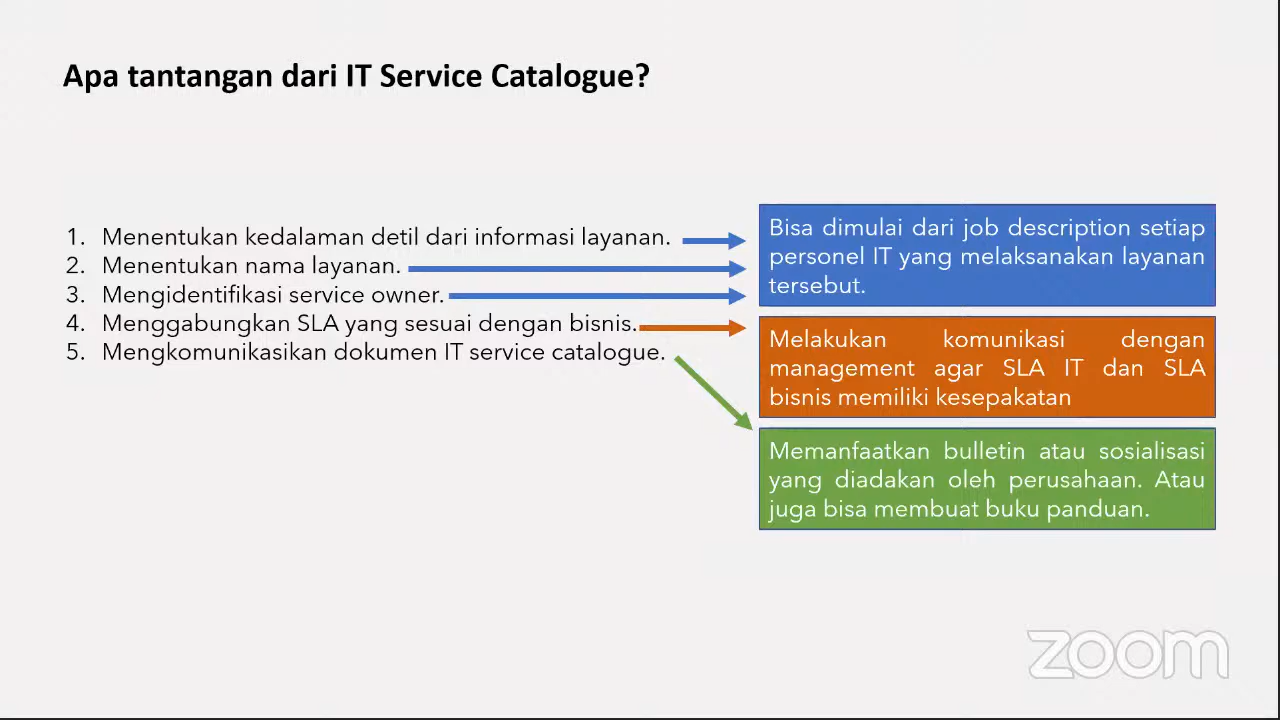 Apa tantangan dari IT Service Catalogue?
1. Menentukan kedalaman detil dari informasi layanan.
2. Menentukan nama layanan.
3. Mengidentifikasi service owner.
4. Menggabungkan SLA yang sesuai dengan bisnis.
5. Mengkomunikasikan dokumen IT service catalogue.
Bisa dimulai dari job description setiap
personel IT yang melaksanakan layanan
tersebut.
Melakukan komunikasi dengan
management agar SLA IT dan SLA
bisnis memiliki kesepakatan
Memanfaatkan bulletin atau sosialisasi
yang diadakan oleh perusahaan. Atau
juga bisa membuat buku panduan.
zoom